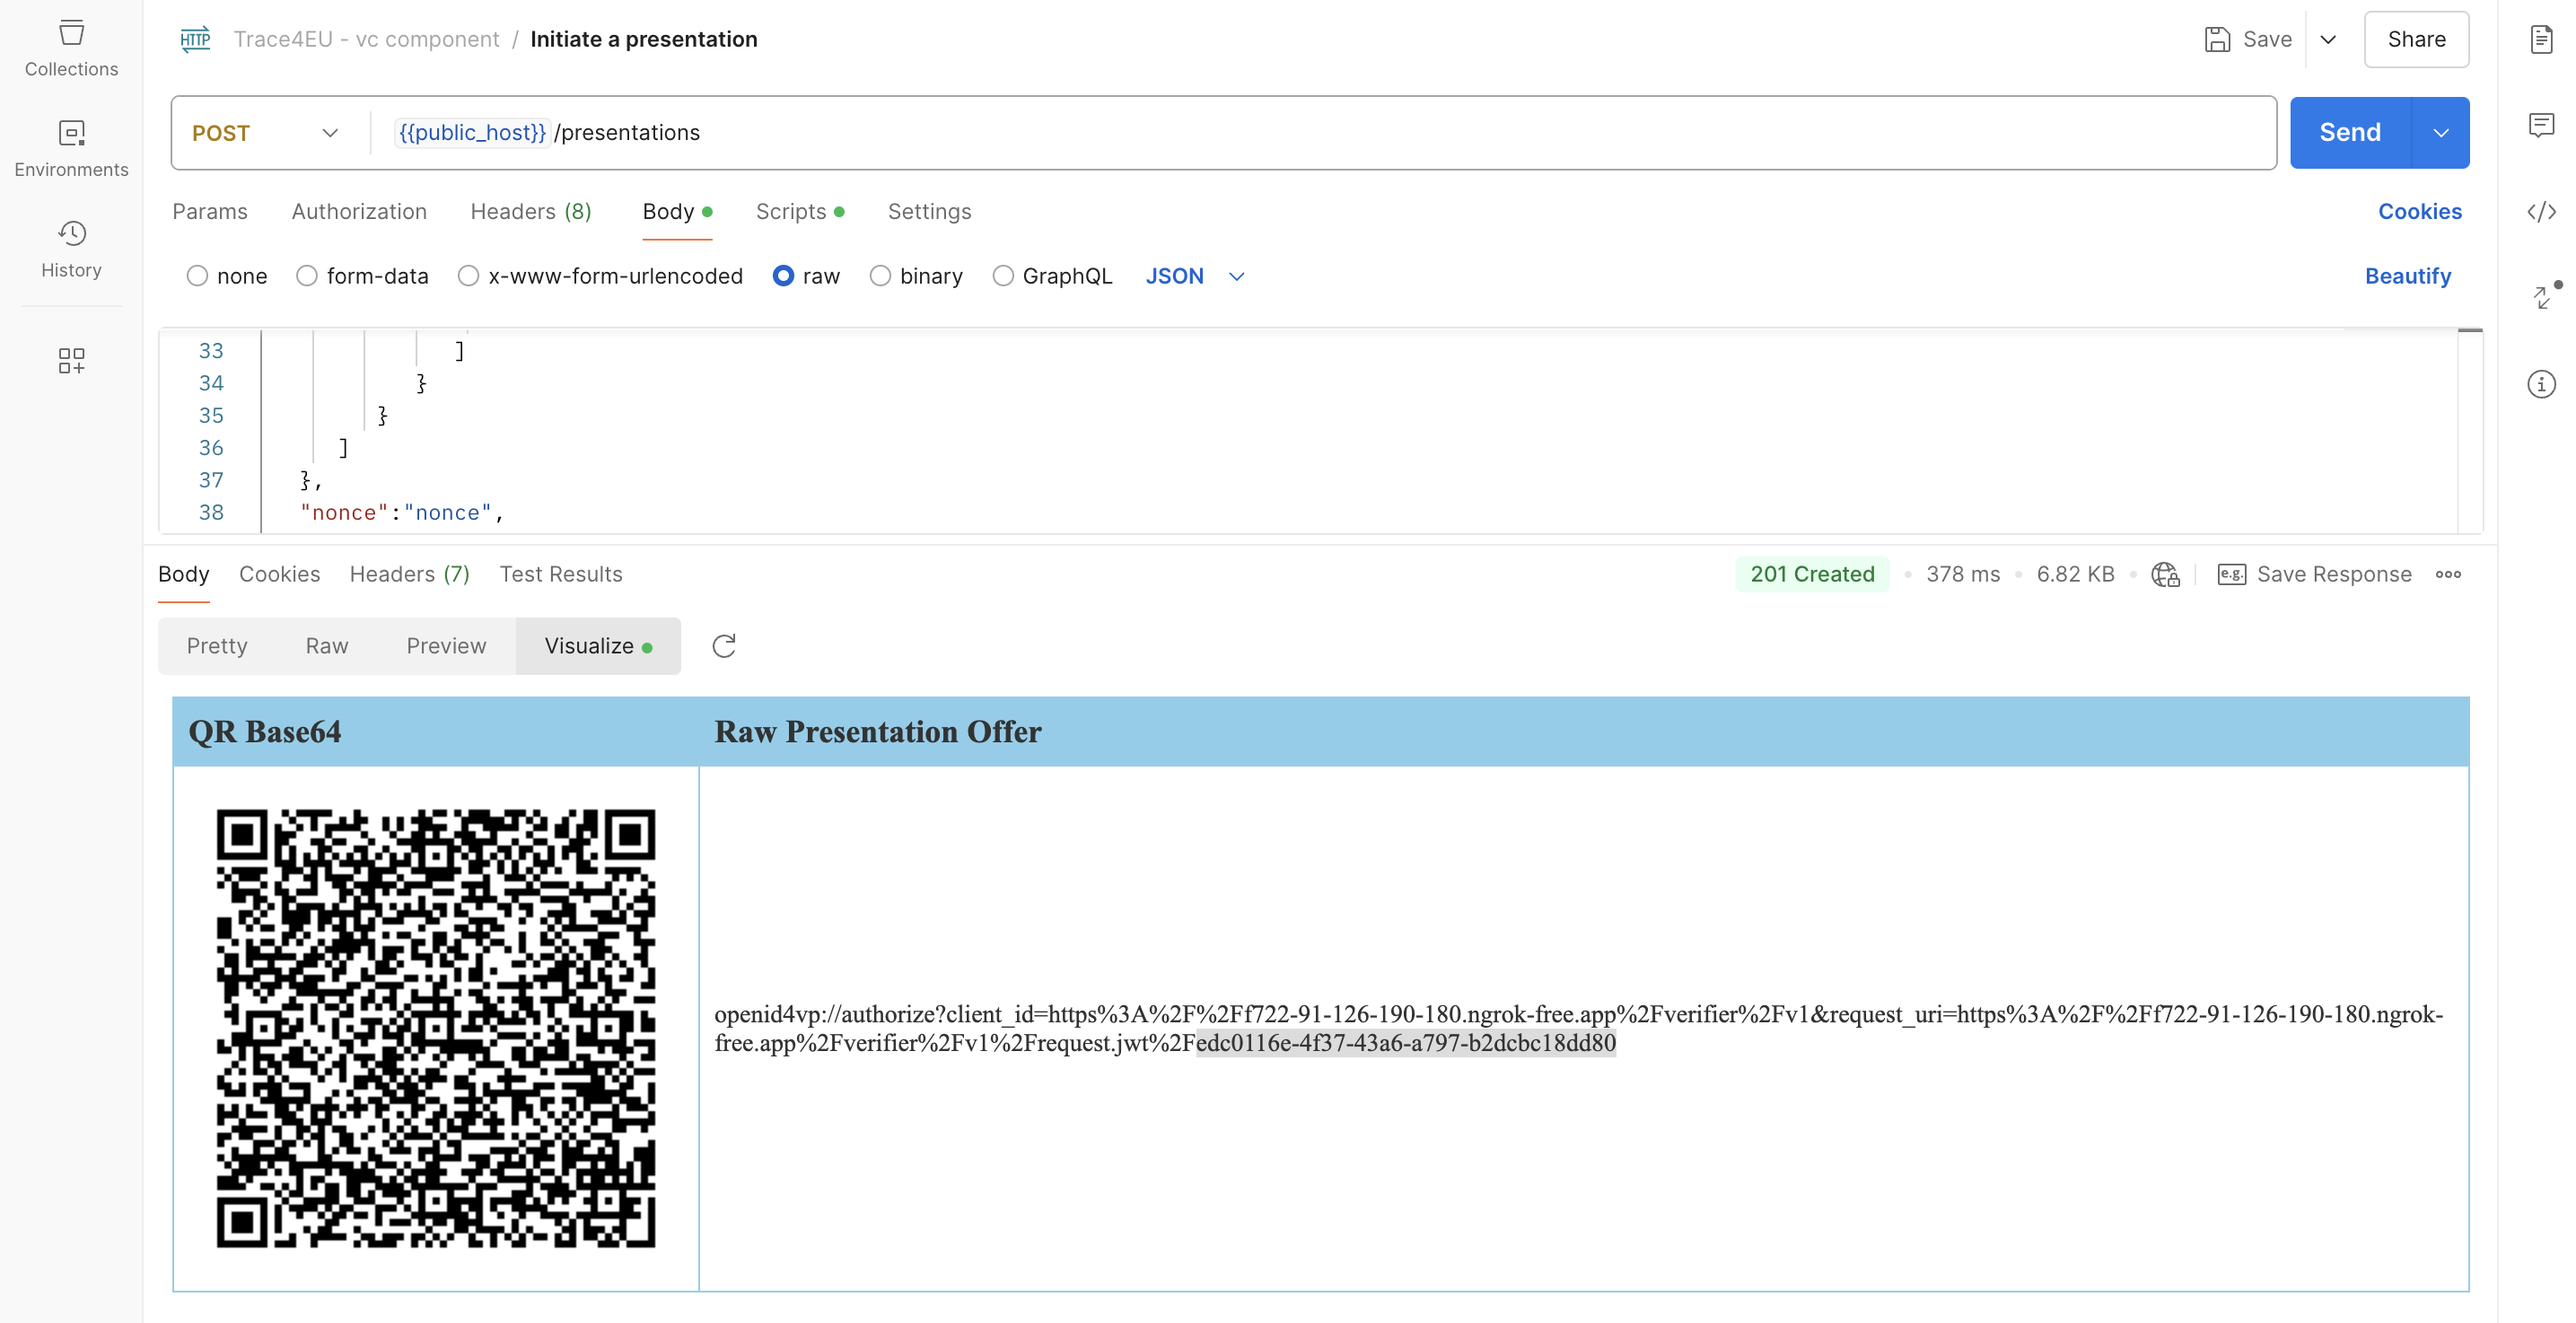 Collections
Environments
History
HTTP Trace4EU - vc component / Initiate a presentation
Save
Share
POST {{public_host}}/presentations
Send
Params Authorization Headers (8) Body Scripts Settings Cookies
none form-data x-www-form-urlencoded raw binary GraphQL JSON Beautify
33 ]
34 }
35 }
36 ]
37 },
38 "nonce":"nonce",
Body Cookies Headers (7) Test Results 201 Created 378 ms 6.82 KB e.g. Save Response
Pretty Raw Preview Visualize
QR Base64 Raw Presentation Offer
openid4vp://authorize?client_id=https%3A%2F%2Ff722-91-126-190-180.ngrok-free.app%2Fverifier%2Fv1&request_uri=https%3A%2F%2Ff722-91-126-190-180.ngrok-
free.app%2Fverifier%2Fv1%2Frequest.jwt%2Fedc0116e-4f37-43a6-a797-b2dcbc18dd80